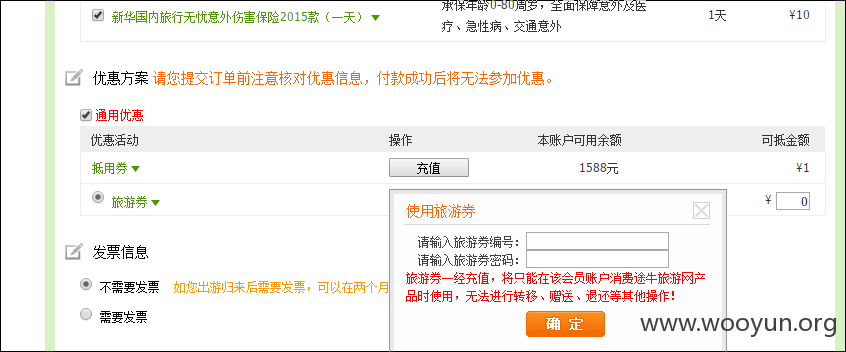 承保年龄0-80周岁，全面保障意外及医
新华国内旅行无忧意外伤害保险2015款（一天） 疗、急性病、交通意外 1天 ¥10
优惠方案 请您提交订单前注意核对优惠信息，付款成功后将无法参加优惠。
通用优惠
优惠活动 操作 本账户可用余额 可抵金额
抵用券 充值 1588元 ¥1
旅游券 ¥ 0
使用旅游券
请输入旅游券编号：
请输入旅游券密码：
旅游券一经充值，将只能在该会员账户消费途牛旅游网产
品时使用，无法进行转移、赠送、退还等其他操作！
确 定
发票信息
不需要发票 如您出游归来后需要发票，可以在两个月
需要发票
www.wooyun.org